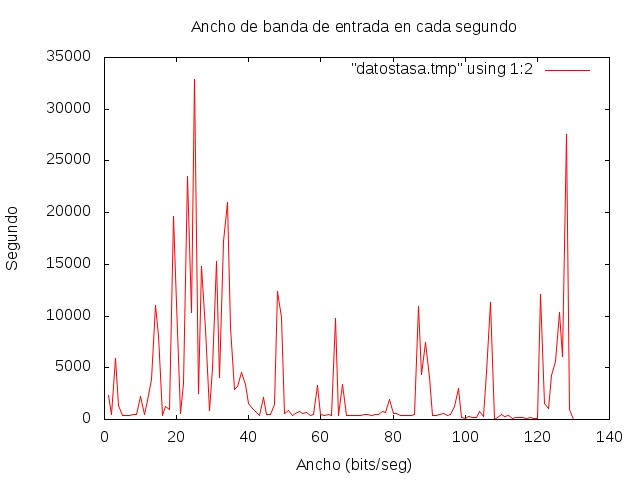 Ancho de banda de entrada en cada segundo
"datostasa.tmp" using 1:2
35000
30000
25000
20000
15000
10000
5000
0
Segundo
0 20 40 60 80 100 120 140
Ancho (bits/seg)